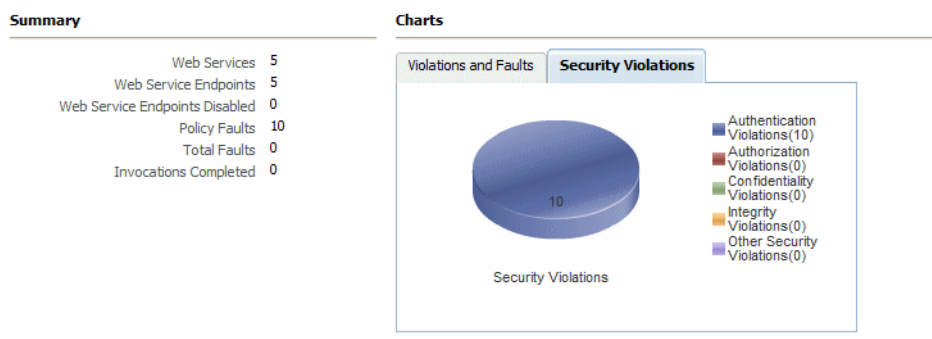 Summary
Web Services 5
Web Service Endpoints 5
Web Service Endpoints Disabled 0
Policy Faults 10
Total Faults 0
Invocations Completed 0
Charts
Violations and Faults
Security Violations
10
Security Violations
Authentication
Violations(10)
Authorization
Violations(0)
Confidentiality
Violations(0)
Integrity
Violations(0)
Other Security
Violations(0)